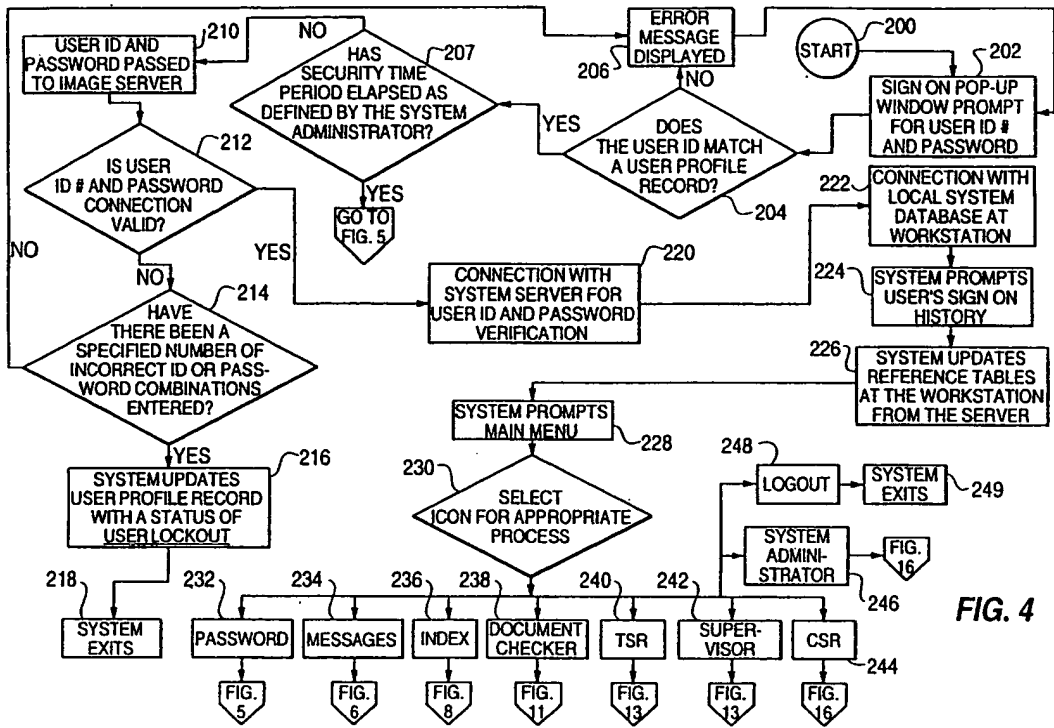 210
USER ID AND
PASSWORD PASSED
TO IMAGE SERVER
NO
HAS
SECURITY TIME
PERIOD ELAPSED AS
DEFINED BY THE SYSTEM
ADMINISTRATOR?
207
YES
GO TO
FIG. 5
ERROR
MESSAGE
DISPLAYED
206
NO
YES
DOES
THE USER ID MATCH
A USER PROFILE
RECORD?
204
START
200
202
SIGN ON POP-UP
WINDOW PROMPT
FOR USER ID #
AND PASSWORD
212
IS USER
ID # AND PASSWORD
CONNECTION
VALID?
NO
NO
YES
214
HAVE
THERE BEEN A
SPECIFIED NUMBER OF
INCORRECT ID OR PASS-
WORD COMBINATIONS
ENTERED?
YES
216
SYSTEM UPDATES
USER PROFILE RECORD
WITH A STATUS OF
USER LOCKOUT
218
SYSTEM
EXITS
220
CONNECTION WITH
SYSTEM SERVER FOR
USER ID AND PASSWORD
VERIFICATION
222
CONNECTION WITH
LOCAL SYSTEM
DATABASE AT
WORKSTATION
224
SYSTEM PROMPTS
USER'S SIGN ON
HISTORY
226
SYSTEM UPDATES
REFERENCE TABLES
AT THE WORKSTATION
FROM THE SERVER
SYSTEM PROMPTS
MAIN MENU
228
230
SELECT
ICON FOR APPROPRIATE
PROCESS
248
LOGOUT
SYSTEM
EXITS
249
SYSTEM
ADMINI-
STRATOR
246
FIG.
16
232
PASSWORD
FIG.
5
234
MESSAGES
FIG.
6
236
INDEX
FIG.
8
238
DOCUMENT
CHECKER
FIG.
11
240
TSR
FIG.
13
242
SUPER-
VISOR
FIG.
13
CSR
244
FIG.
16
FIG. 4